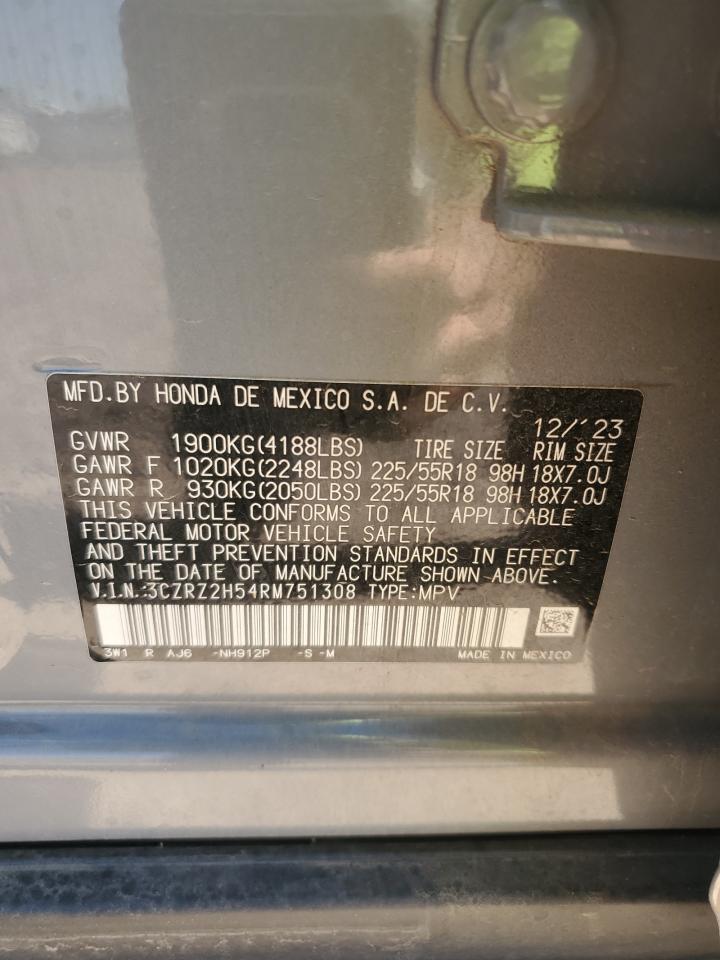 MFD.BY HONDA DE MEXICO S.A. DE C.V.
12/'23
GVWR 1900KG(4188LBS) TIRE SIZE RIM SIZE
GAWR F 1020KG(2248LBS) 225/55R18 98H 18X7.0J
GAWR R 930KG(2050LBS) 225/55R18 98H 18X7.0J
THIS VEHICLE CONFORMS TO ALL APPLICABLE
FEDERAL MOTOR VEHICLE SAFETY
AND THEFT PREVENTION STANDARDS IN EFFECT
ON THE DATE OF MANUFACTURE SHOWN ABOVE.
V.I.N.:3CZRZ2H54RM751308 TYPE:MPV
3W1 R AJ6 -NH912P -S -M MADE IN MEXICO